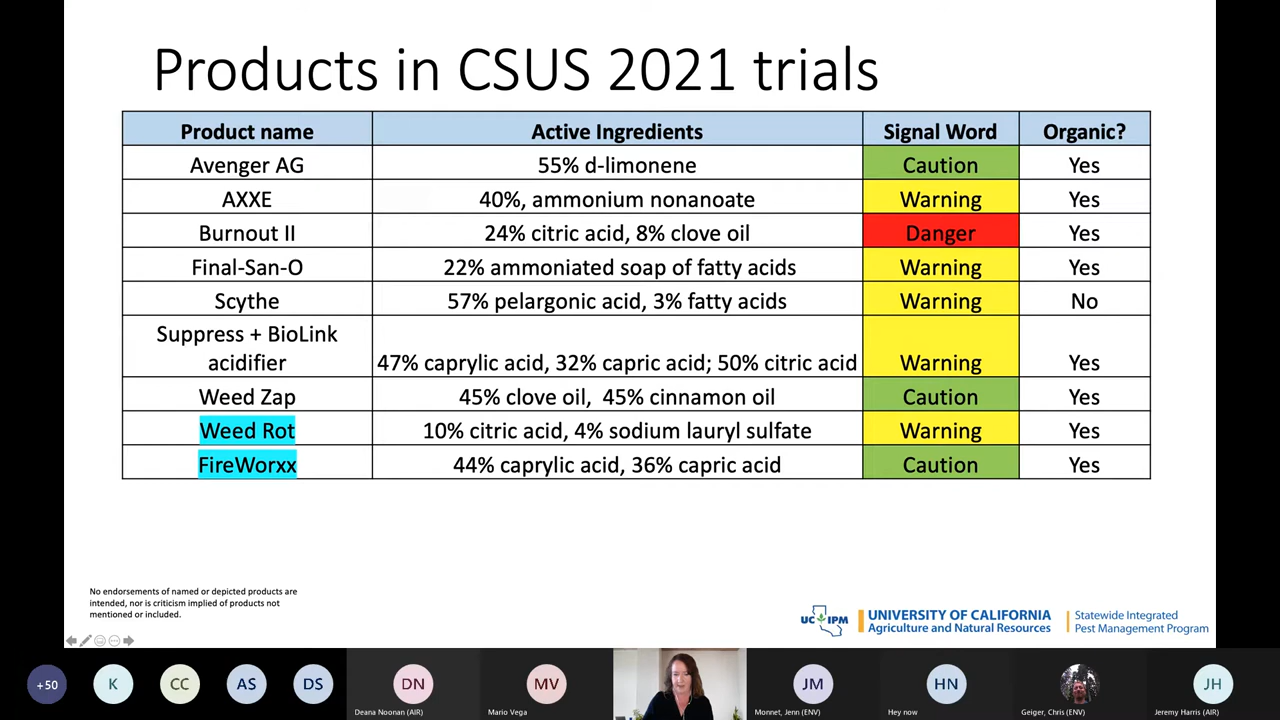 Products in CSUS 2021 trials
Product name Active Ingredients Signal Word Organic?
Avenger AG 55% d-limonene Caution Yes
AXXE 40%, ammonium nonanoate Warning Yes
Burnout II 24% citric acid, 8% clove oil Danger Yes
Final-San-O 22% ammoniated soap of fatty acids Warning Yes
Scythe 57% pelargonic acid, 3% fatty acids Warning No
Suppress + BioLink
acidifier 47% caprylic acid, 32% capric acid; 50% citric acid Warning Yes
Weed Zap 45% clove oil, 45% cinnamon oil Caution Yes
Weed Rot 10% citric acid, 4% sodium lauryl sulfate Warning Yes
FireWorxx 44% caprylic acid, 36% capric acid Caution Yes
No endorsements of named or depicted products are
intended, nor is criticism implied of products not
mentioned or included.
UC IPM
UNIVERSITY OF CALIFORNIA
Agriculture and Natural Resources
Statewide Integrated
Pest Management Program
+50 K CC AS DS DN MV JM HN JH
Deana Noonan (AIR) Mario Vega Monnet, Jenn (ENV) Hey now Geiger, Chris (ENV) Jeremy Harris (AIR)